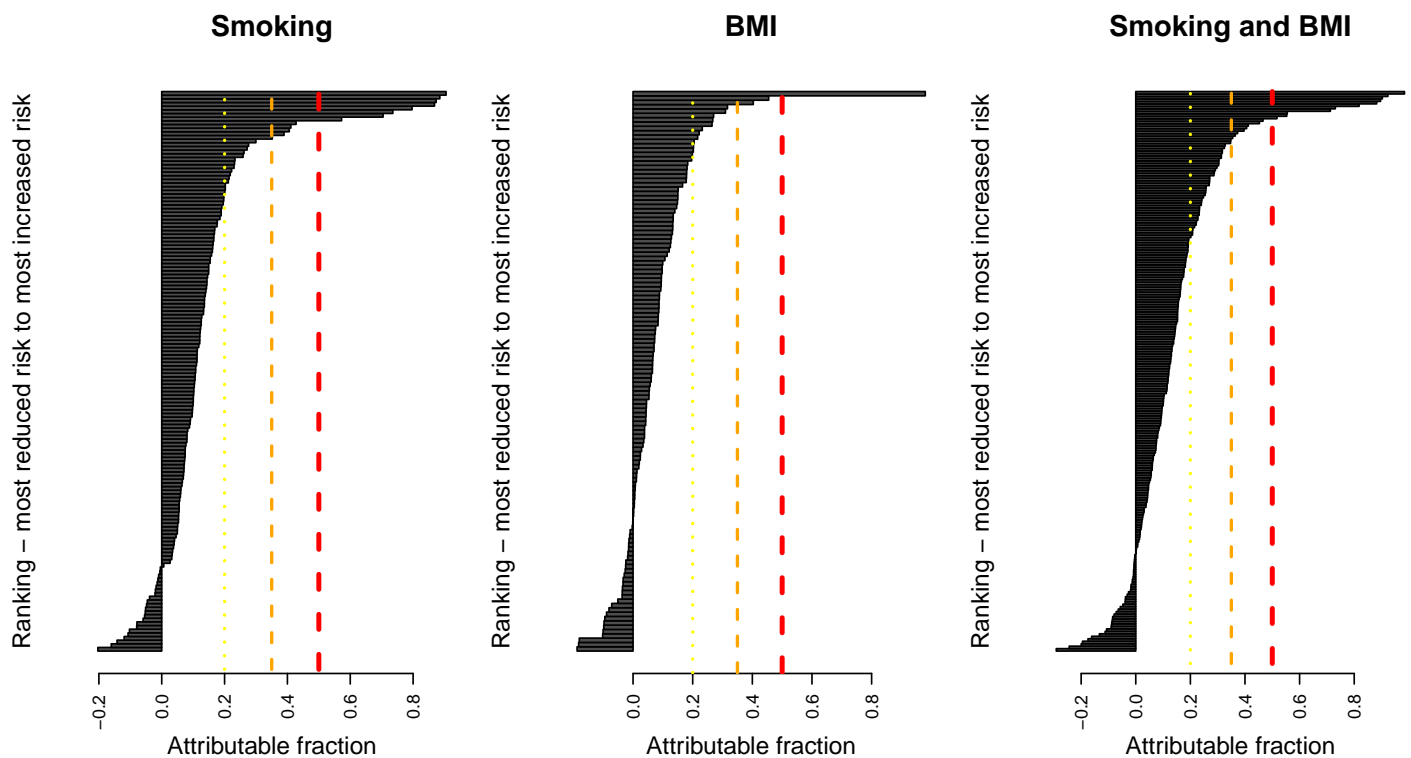 Smoking
Ranking – most reduced risk to most increased risk
−0.2 0.0 0.2 0.4 0.6 0.8
Attributable fraction
BMI
Ranking – most reduced risk to most increased risk
0.0 0.2 0.4 0.6 0.8
Attributable fraction
Smoking and BMI
Ranking – most reduced risk to most increased risk
−0.2 0.0 0.2 0.4 0.6 0.8
Attributable fraction